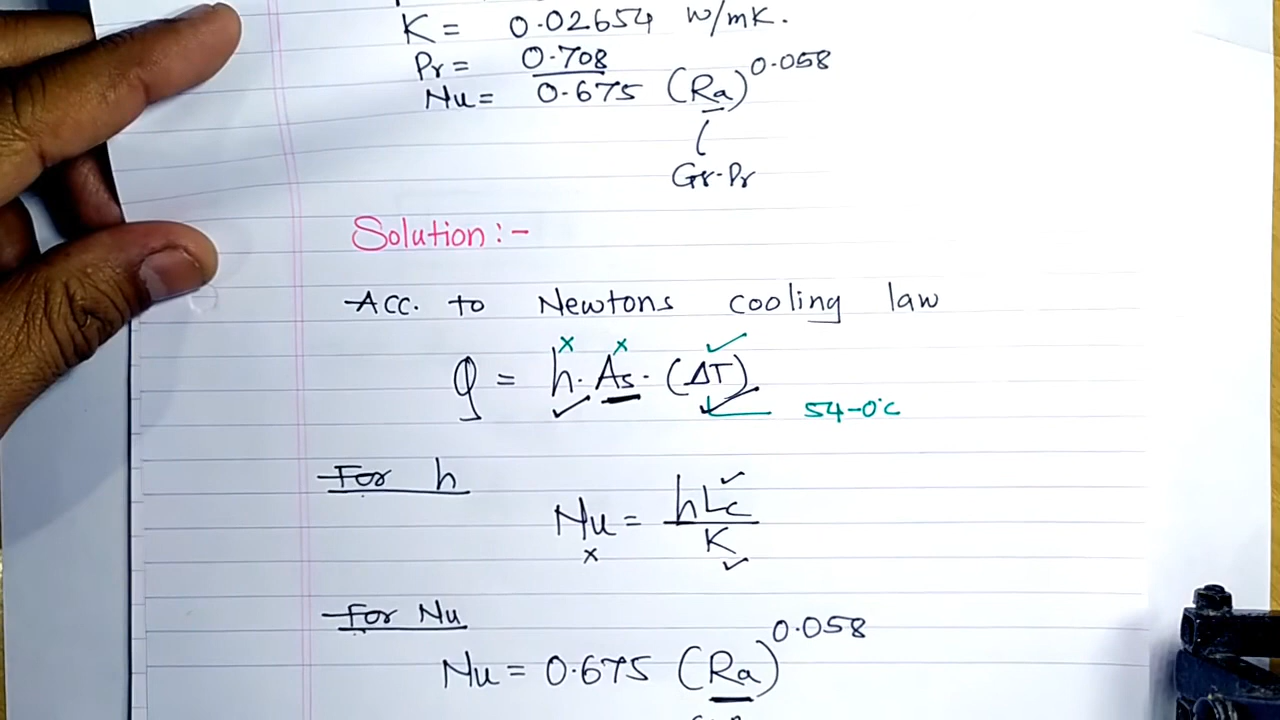 K = 0.02654 W/mK.
Pr = 0.708
Nu = 0.675 (Ra)^0.058
Gr.Pr
Solution :-
Acc. to Newtons cooling law
Q = h. As. (ΔT)
54-0°C
For h
Nu = hLc / K
For Nu
Nu = 0.675 (Ra)^0.058